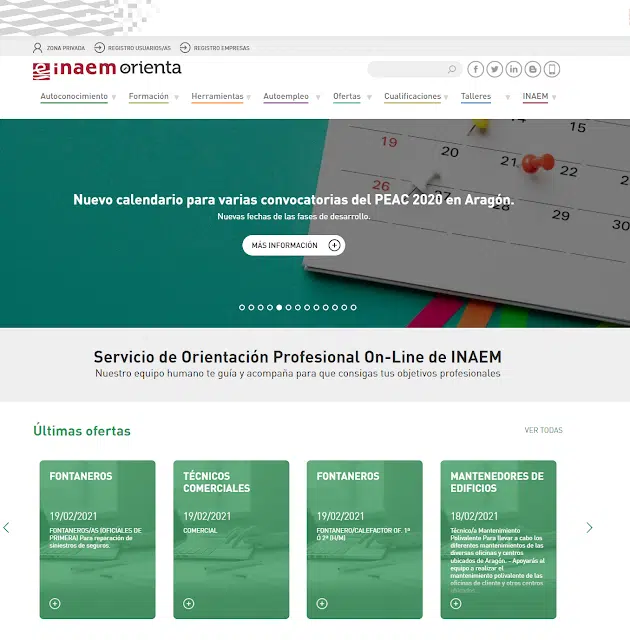 ZONA PRIVADA REGISTRO USUARIOS/AS REGISTRO EMPRESAS
inaem orienta
Autoconocimiento Formación Herramientas Autoempleo Ofertas Cualificaciones Talleres INAEM
15
19 20 21 22
26 27 28 29 30
Nuevo calendario para varias convocatorias del PEAC 2020 en Aragón.
Nuevas fechas de las fases de desarrollo.
MÁS INFORMACIÓN
Servicio de Orientación Profesional On-Line de INAEM
Nuestro equipo humano te guía y acompaña para que consigas tus objetivos profesionales
Últimas ofertas
VER TODAS
FONTANEROS
19/02/2021
FONTANEROS/AS (OFICIALES DE
PRIMERA) Para reparación de
siniestros de seguros.
TÉCNICOS
COMERCIALES
19/02/2021
COMERCIAL
FONTANEROS
19/02/2021
FONTANERO/CALEFACTOR OF. 1ª
Ó 2ª (H/M)
MANTENEDORES DE
EDIFICIOS
18/02/2021
Técnico/a Mantenimiento
Polivalente Para llevar a cabo los
diferentes mantenimientos de las
diversas oficinas y centros
ubicados de Aragón. - Apoyarás al
equipo a realizar el
mantenimiento polivalente de las
oficinas de cliente y otros centros
ubicados